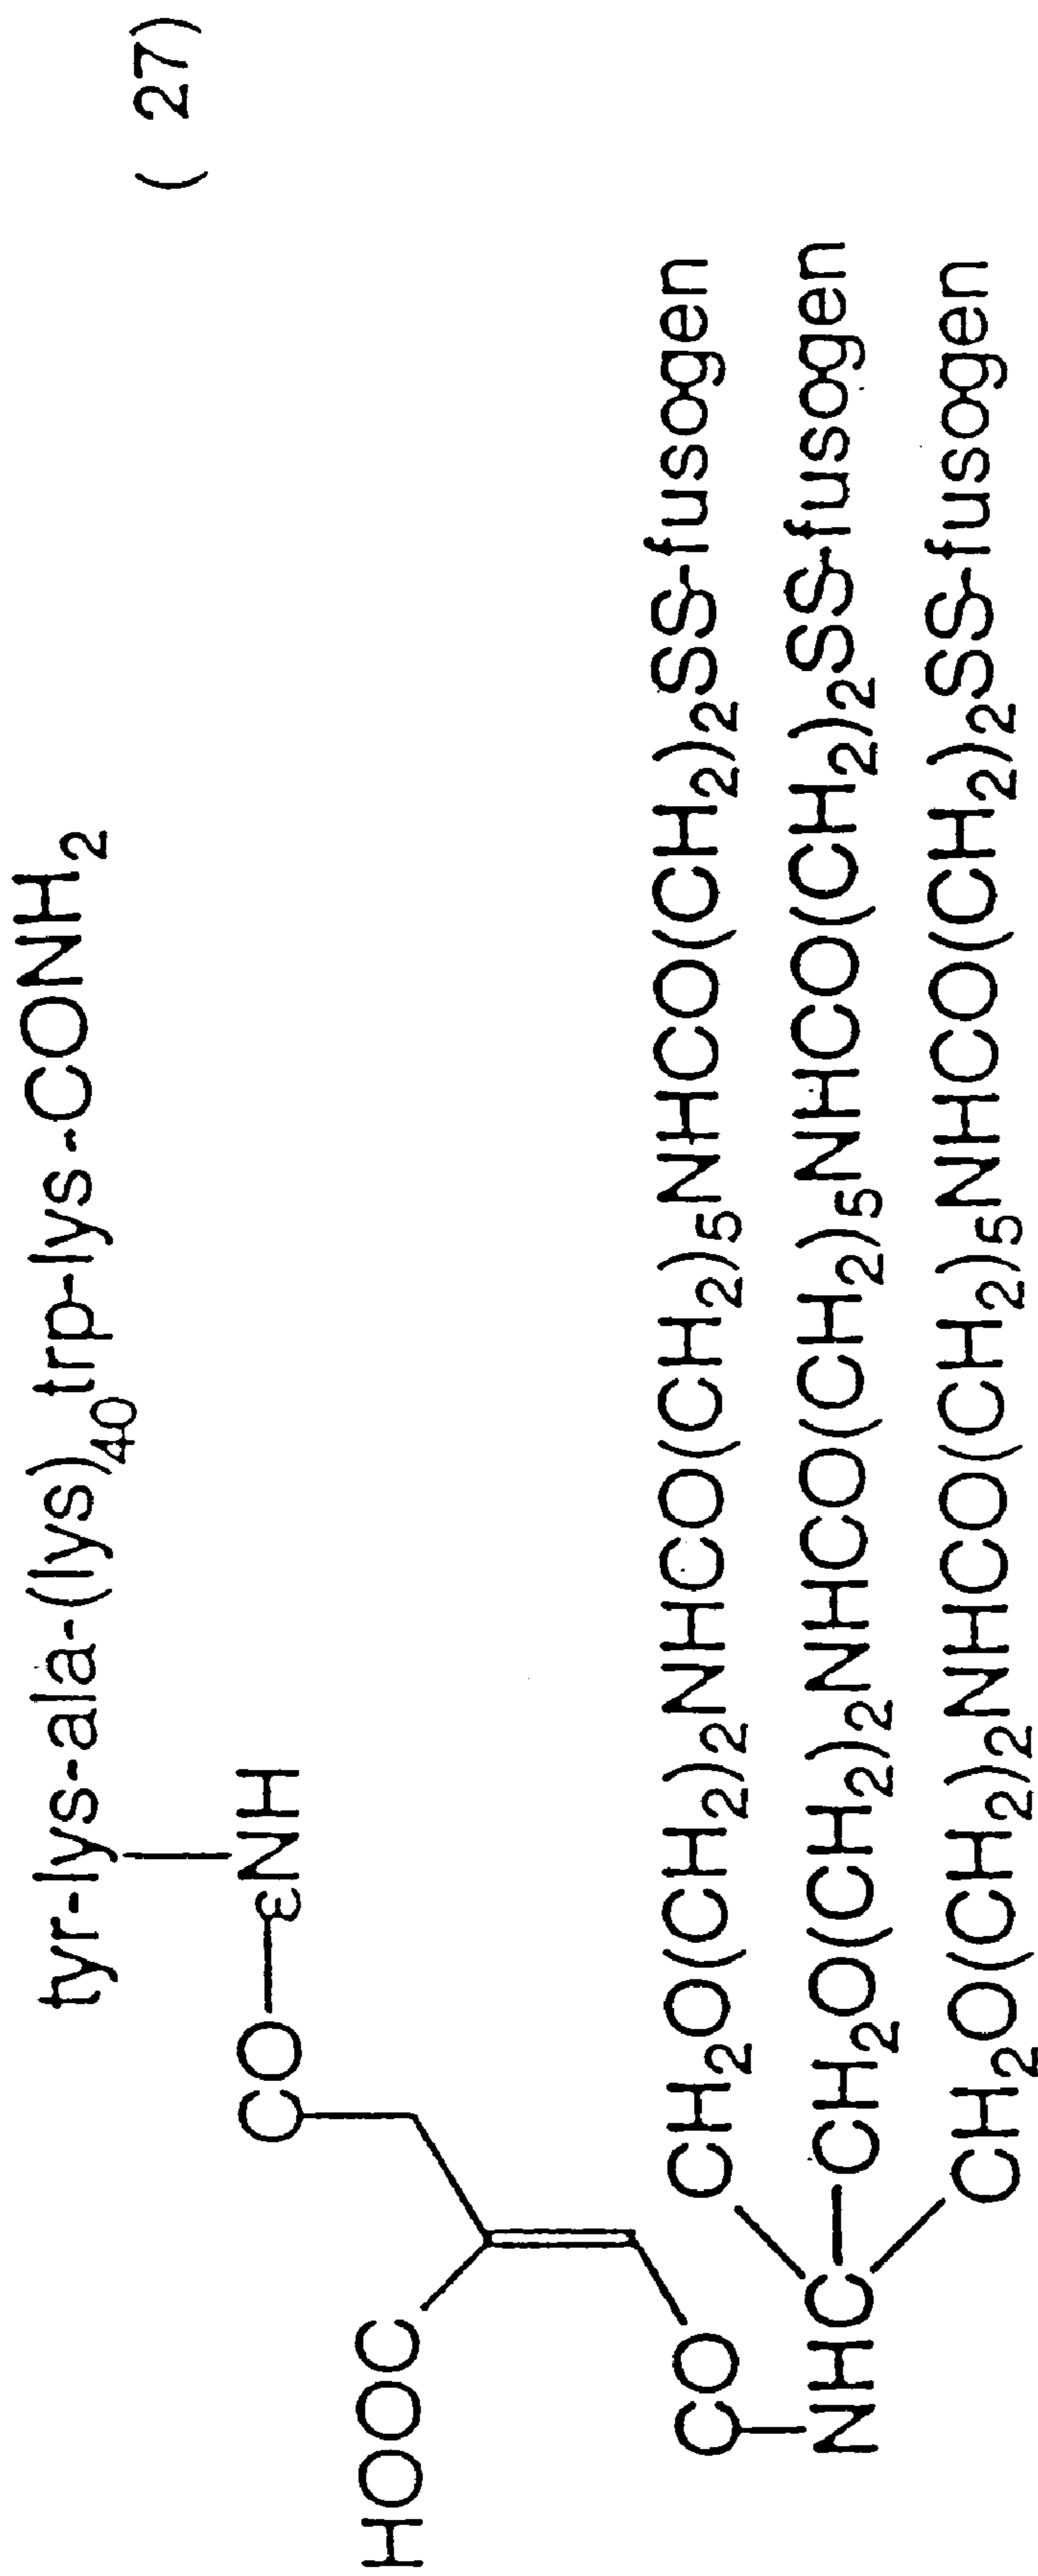 tyr-lys-ala-(lys)40trp-lys-CONH2
( 27)
CO
εNH
HOOC
CO
NHC
CH2O(CH2)2NHCO(CH2)5NHCO(CH2)2SS-fusogen
CH2O(CH2)2NHCO(CH2)5NHCO(CH2)2SS-fusogen
CH2O(CH2)2NHCO(CH2)5NHCO(CH2)2SS-fusogen